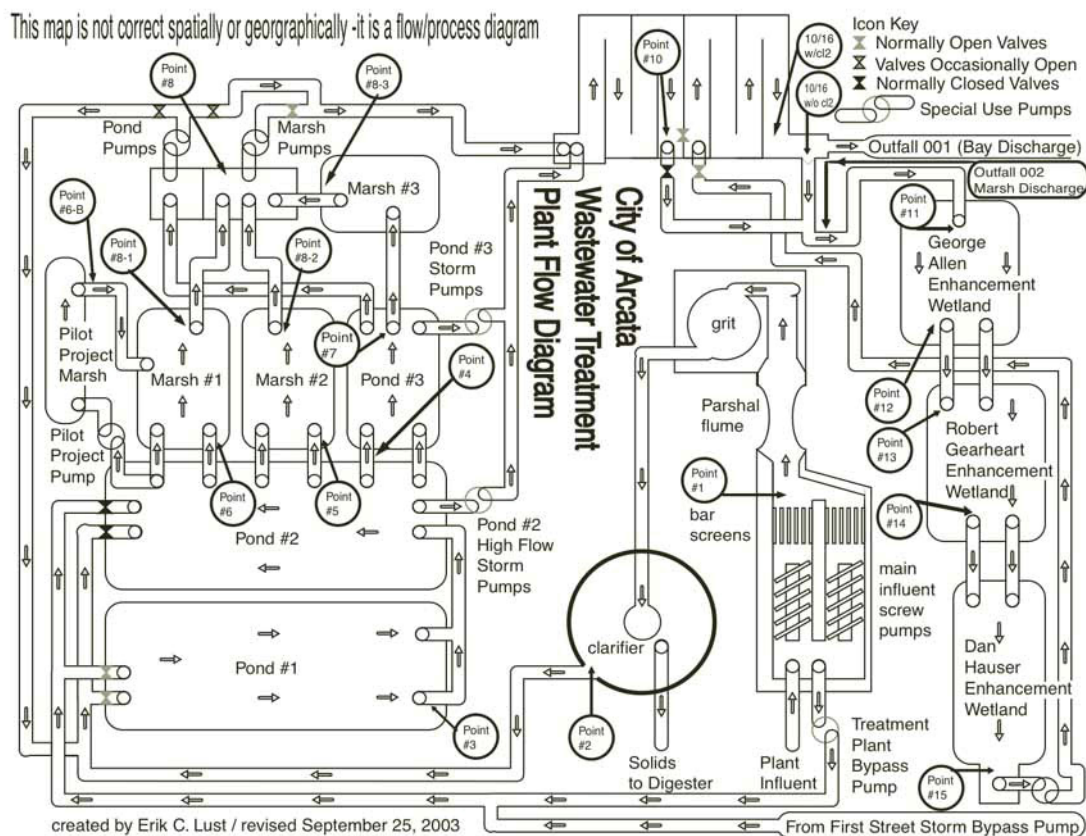 This map is not correct spatially or georgraphically -it is a flow/process diagram
Icon Key
Normally Open Valves
Valves Occasionally Open
Normally Closed Valves
Special Use Pumps
10/16
w/cl2
10/16
w/o cl2
Point
#10
Point
#8
Point
#8-3
Pond
Pumps
Marsh
Pumps
Outfall 001 (Bay Discharge)
Outfall 002
Marsh Discharge
Marsh #3
Point
#6-B
Point
#8-1
Point
#8-2
Pond #3
Storm
Pumps
City of Arcata
Wastewater Treatment
Plant Flow Diagram
Point
#11
George
Allen
Enhancement
Wetland
grit
Pilot
Project
Marsh
Marsh #1
Marsh #2
Pond #3
Point
#7
Point
#4
Parshal
flume
Point
#12
Point
#13
Robert
Gearheart
Enhancement
Wetland
Pilot
Project
Pump
Point
#6
Point
#5
Point
#1
bar
screens
Point
#14
Pond #2
Pond #2
High Flow
Storm
Pumps
main
influent
screw
pumps
clarifier
Pond #1
Point
#3
Point
#2
Solids
to Digester
Plant
Influent
Treatment
Plant
Bypass
Pump
Dan
Hauser
Enhancement
Wetland
Point
#15
created by Erik C. Lust / revised September 25, 2003
From First Street Storm Bypass Pump